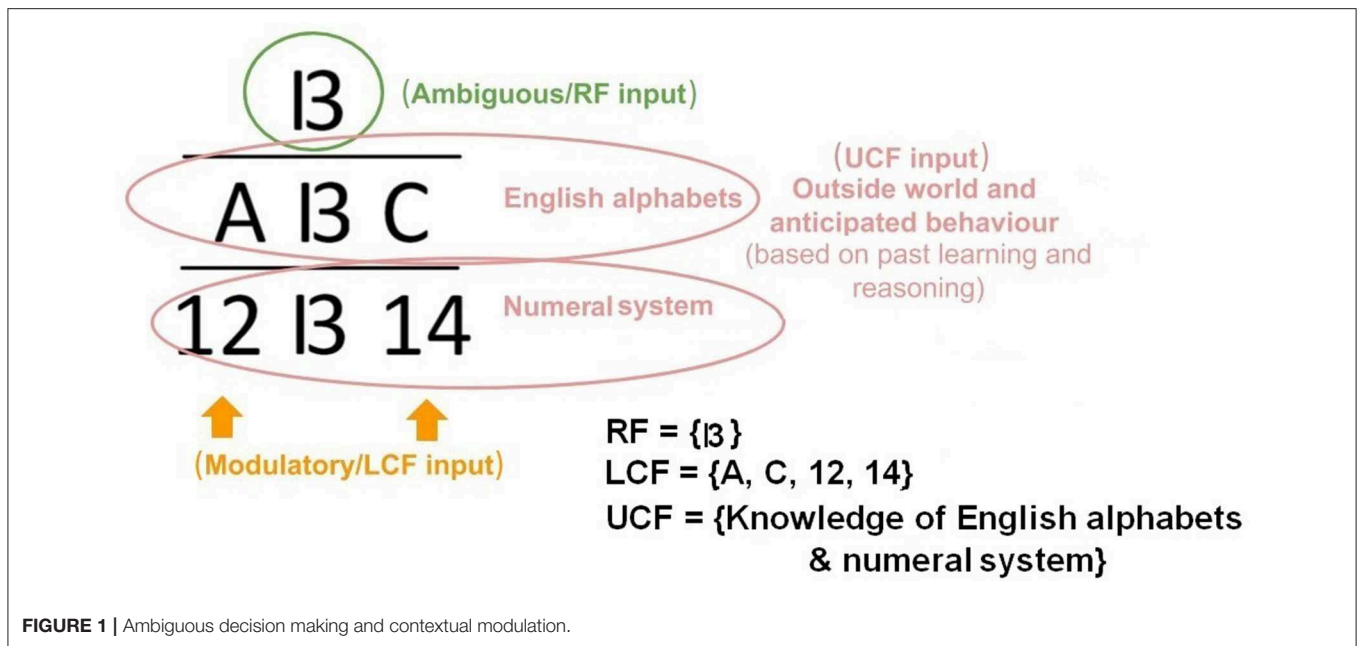 I3
(Ambiguous/RF input)
A I3 C
English alphabets
(UCF input)
Outside world and
anticipated behaviour
(based on past learning and
reasoning)
12 I3 14
Numeral system
(Modulatory/LCF input)
RF = {I3}
LCF = {A, C, 12, 14}
UCF = {Knowledge of English alphabets
& numeral system}
FIGURE 1 | Ambiguous decision making and contextual modulation.